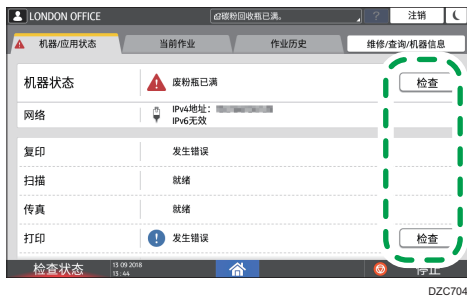 LONDON OFFICE
碳粉回收瓶已满。
?
注销
机器/应用状态
当前作业
作业历史
维修/查询/机器信息
机器状态
废粉瓶已满
检查
网络
IPv4地址:
IPv6无效
复印
发生错误
扫描
就绪
传真
就绪
打印
发生错误
检查
检查状态
13 09 2018
13:44
停止
DZC704